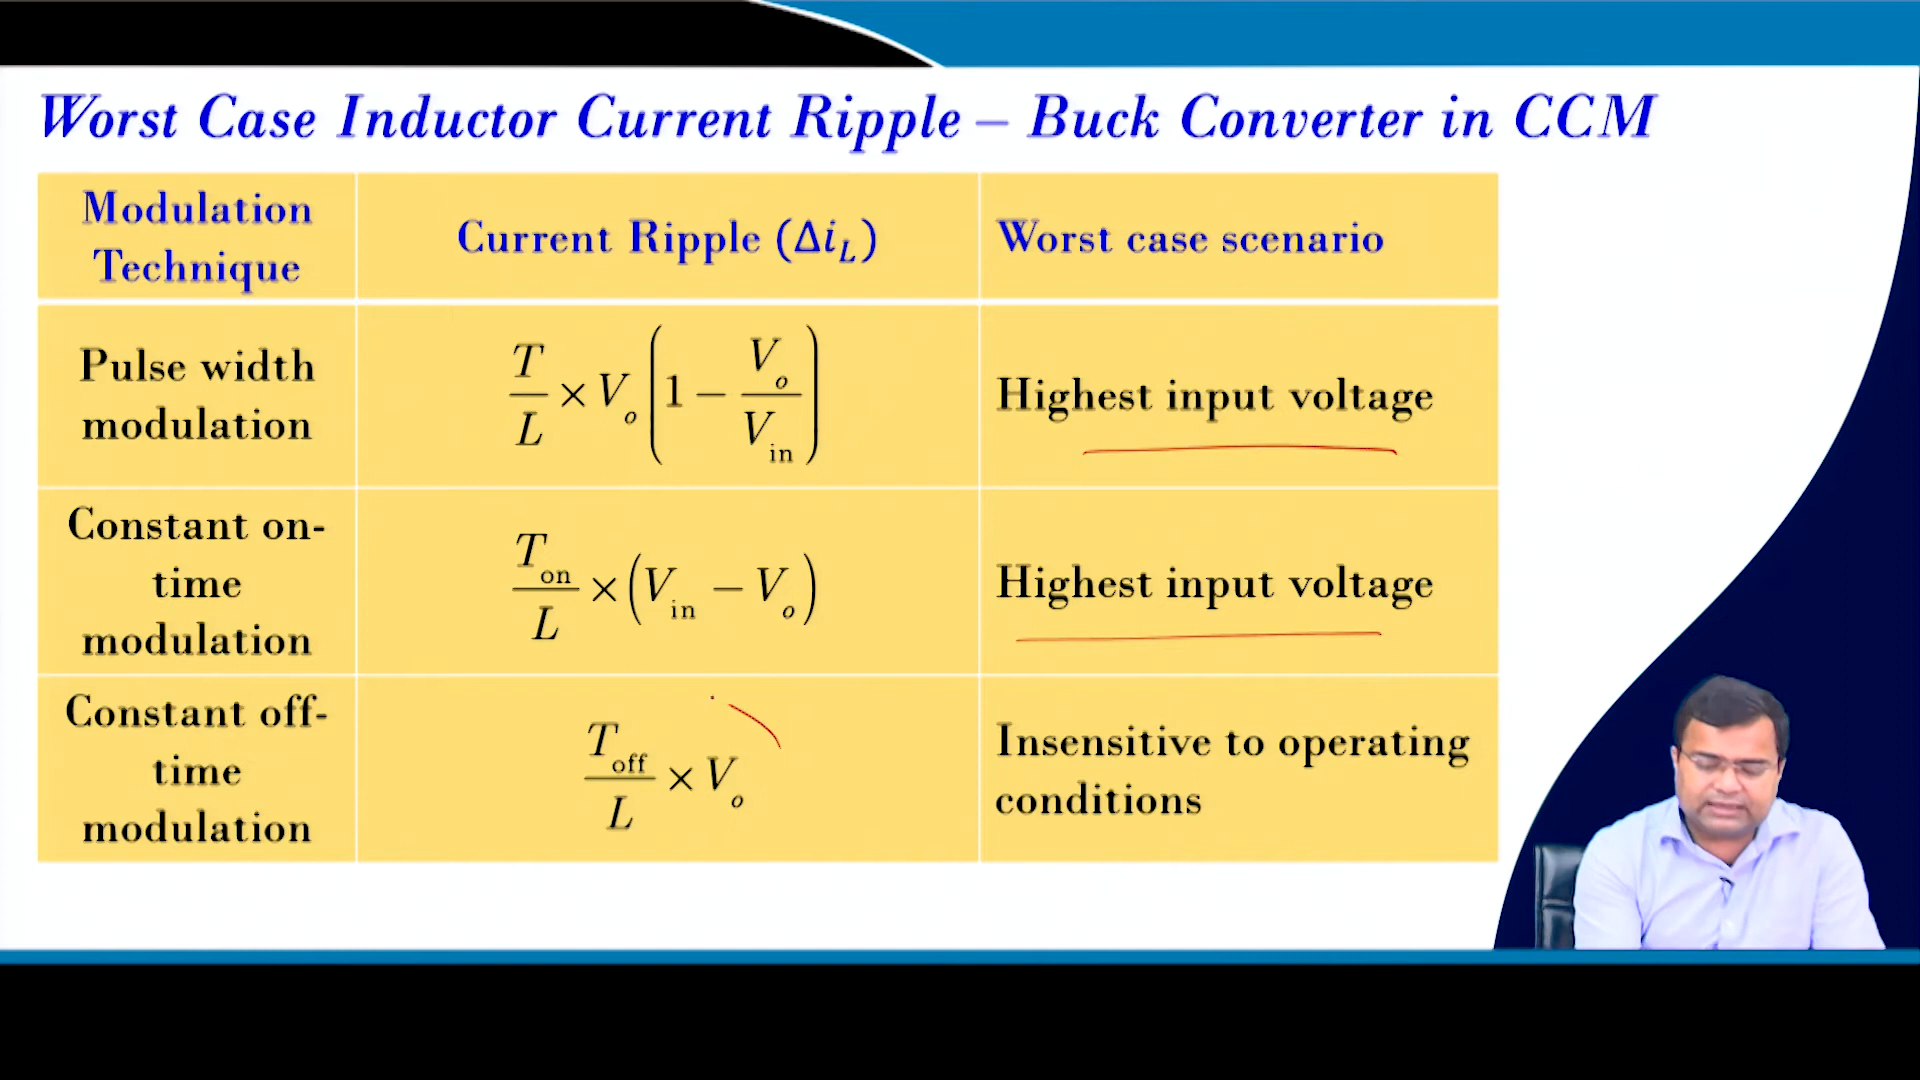 Worst Case Inductor Current Ripple – Buck Converter in CCM
Modulation
Technique
Current Ripple (Δi_L)
Worst case scenario
Pulse width
modulation
T/L × V_o (1 − V_o/V_in)
Highest input voltage
Constant on-
time
modulation
T_on/L × (V_in − V_o)
Highest input voltage
Constant off-
time
modulation
T_off/L × V_o
Insensitive to operating
conditions